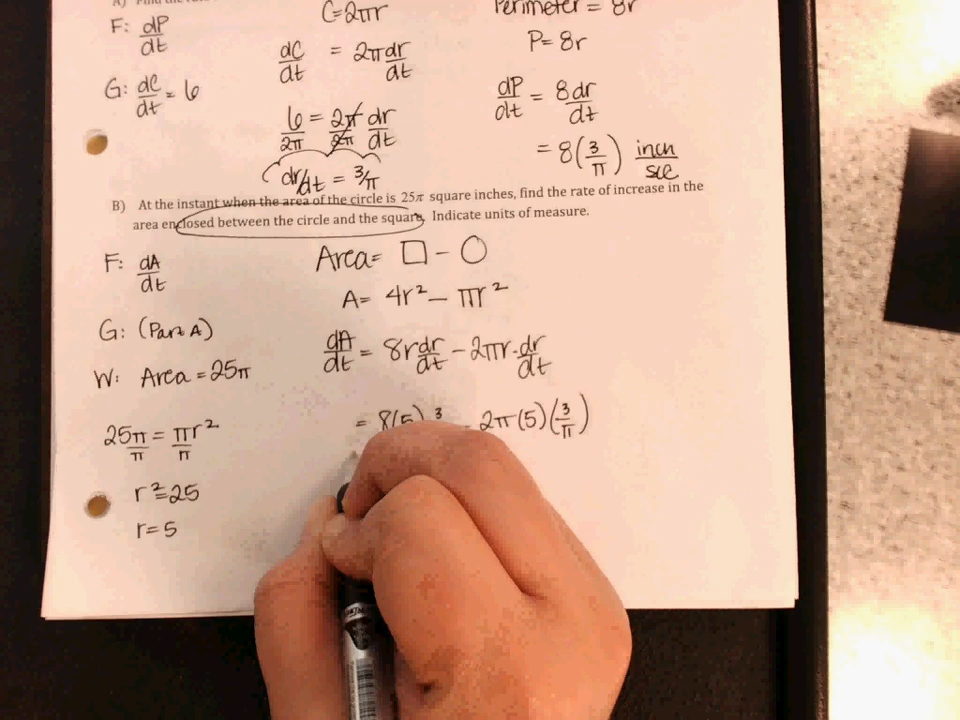 F: dP/dt
C=2πr
dC/dt = 2π dr/dt
G: dC/dt = 6
6/2π = 2π/2π dr/dt
dr/dt = 3/π
Perimeter = 8r
P= 8r
dP/dt = 8dr/dt
= 8(3/π) inch/sec
B) At the instant when the area of the circle is 25π square inches, find the rate of increase in the
area enclosed between the circle and the square. Indicate units of measure.
F: dA/dt
G: (Part A)
W: Area = 25π
25π/π = πr²/π
r²=25
r=5
Area= □ - ○
A= 4r² - πr²
dA/dt = 8r dr/dt - 2πr·dr/dt
= 8(5) 3 - 2π(5)(3/π)